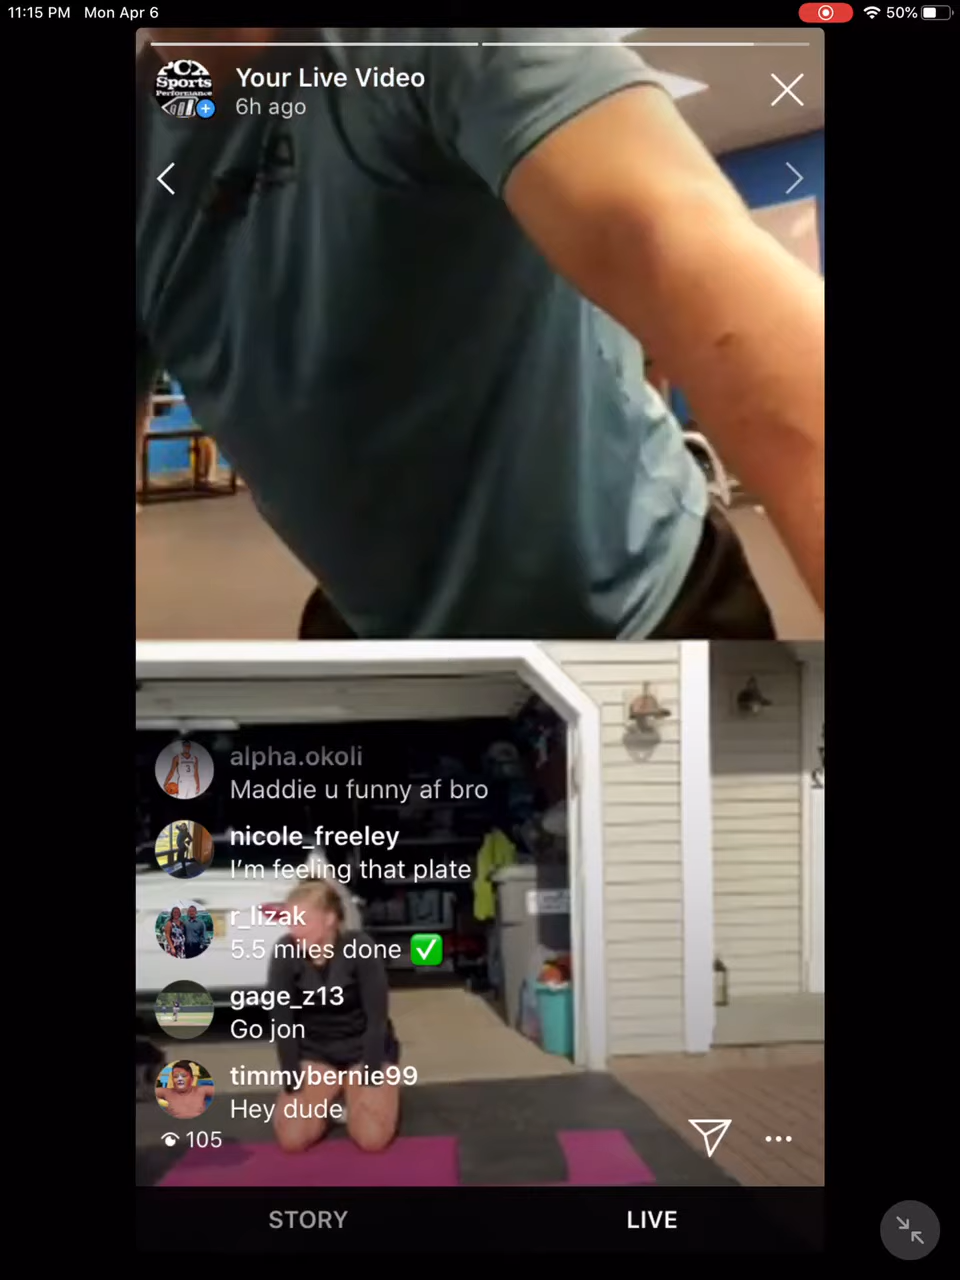 11:15 PM Mon Apr 6
50%
Sports
Performance
Your Live Video
6h ago
alpha.okoli
Maddie u funny af bro
nicole_freeley
I’m feeling that plate
r_lizak
5.5 miles done ✅
gage_z13
Go jon
timmybernie99
Hey dude
105
STORY LIVE